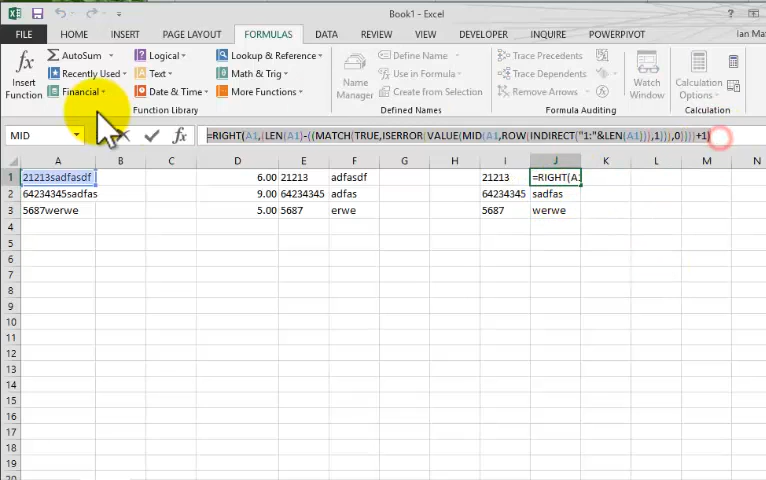 Book1 - Excel
FILE HOME INSERT PAGE LAYOUT FORMULAS DATA REVIEW VIEW DEVELOPER INQUIRE POWERPIVOT
AutoSum Logical Lookup & Reference Define Name Trace Precedents
Insert Function Recently Used Text Math & Trig Name Manager Use in Formula Trace Dependents Watch Window Calculation Options
Financial Date & Time More Functions Create from Selection Remove Arrows
Function Library Defined Names Formula Auditing Calculation
MID =RIGHT(A1,(LEN(A1)-((MATCH(TRUE,ISERROR(VALUE(MID(A1,ROW(INDIRECT("1:"&LEN(A1))),1))),0)))+1)
A B C D E F G H I J K L M N
1 21213sadfasdf 6.00 21213 adfasdf 21213 =RIGHT(A1
2 64234345sadfas 9.00 64234345 adfas 64234345 sadfas
3 5687werwe 5.00 5687 erwe 5687 werwe
4
5
6
7
8
9
10
11
12
13
14
15
16
17
18
19